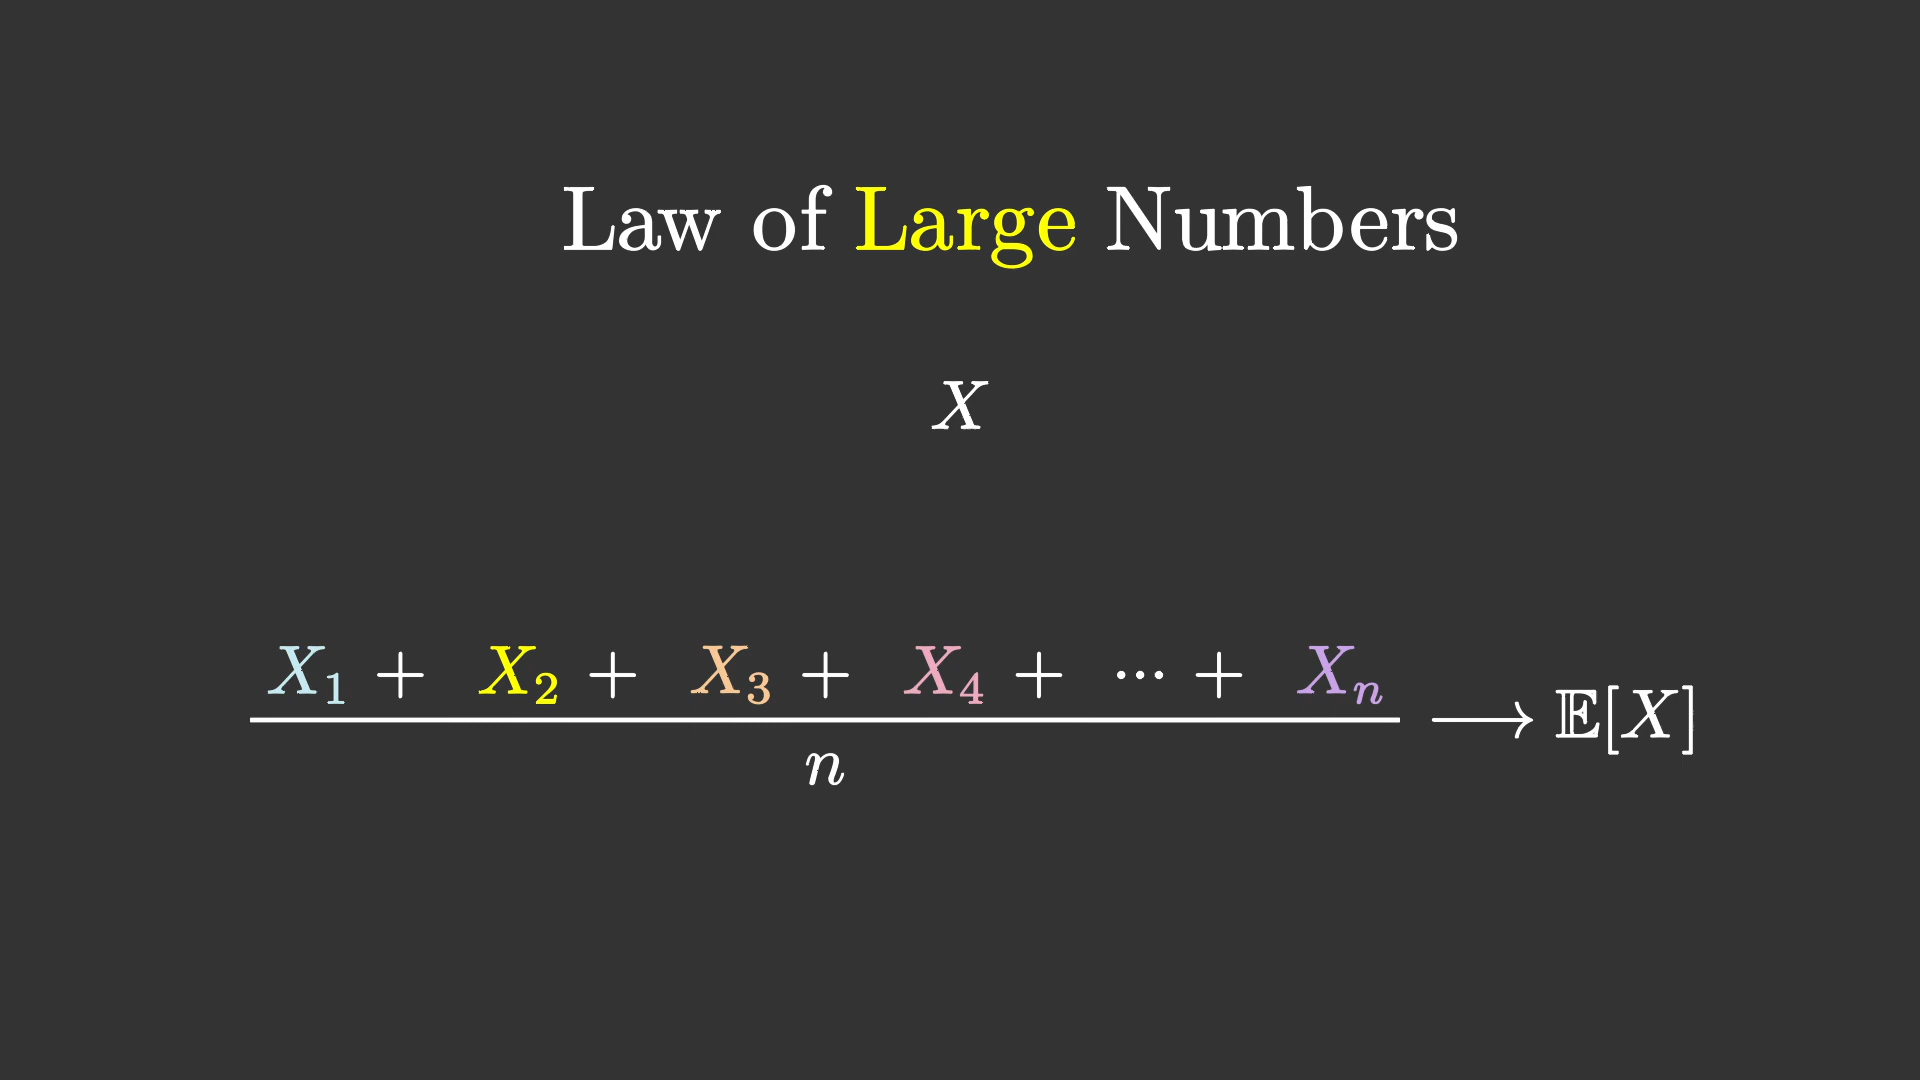 Law of Large Numbers
X
X₁ + X₂ + X₃ + X₄ + ··· + Xₙ
n
⟶ 𝔼[X]